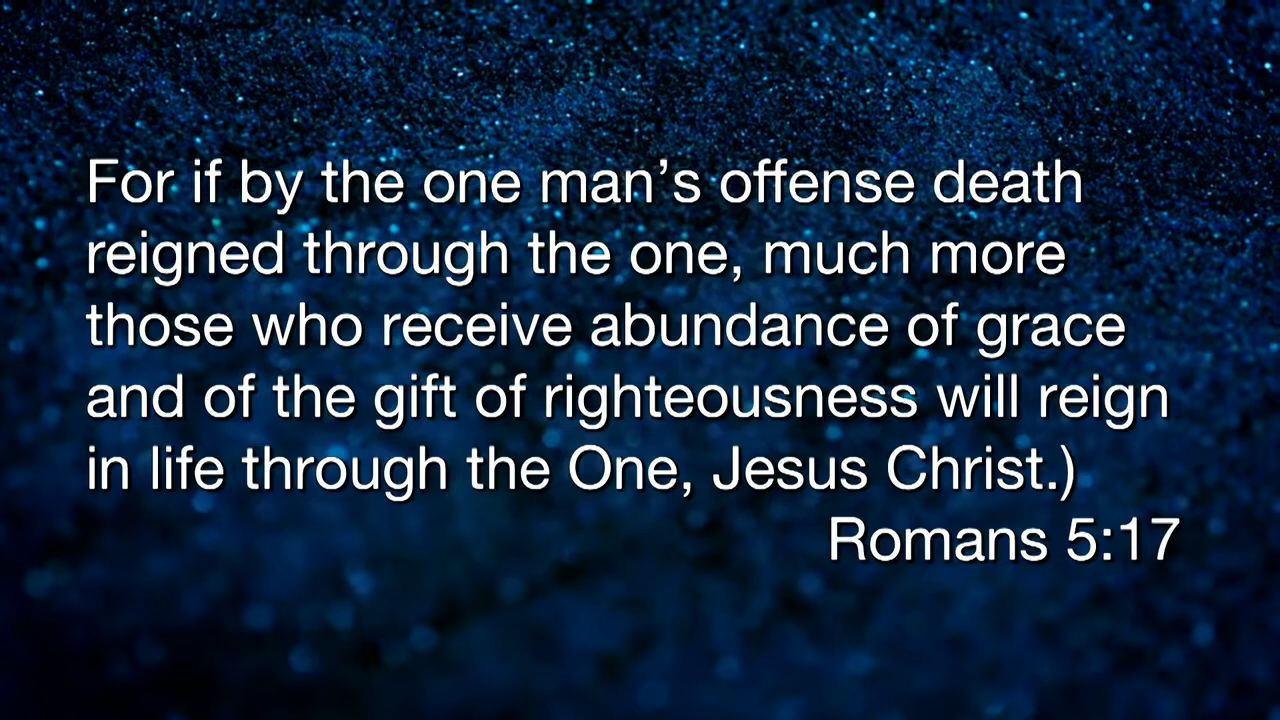 For if by the one man’s offense death
reigned through the one, much more
those who receive abundance of grace
and of the gift of righteousness will reign
in life through the One, Jesus Christ.)
Romans 5:17